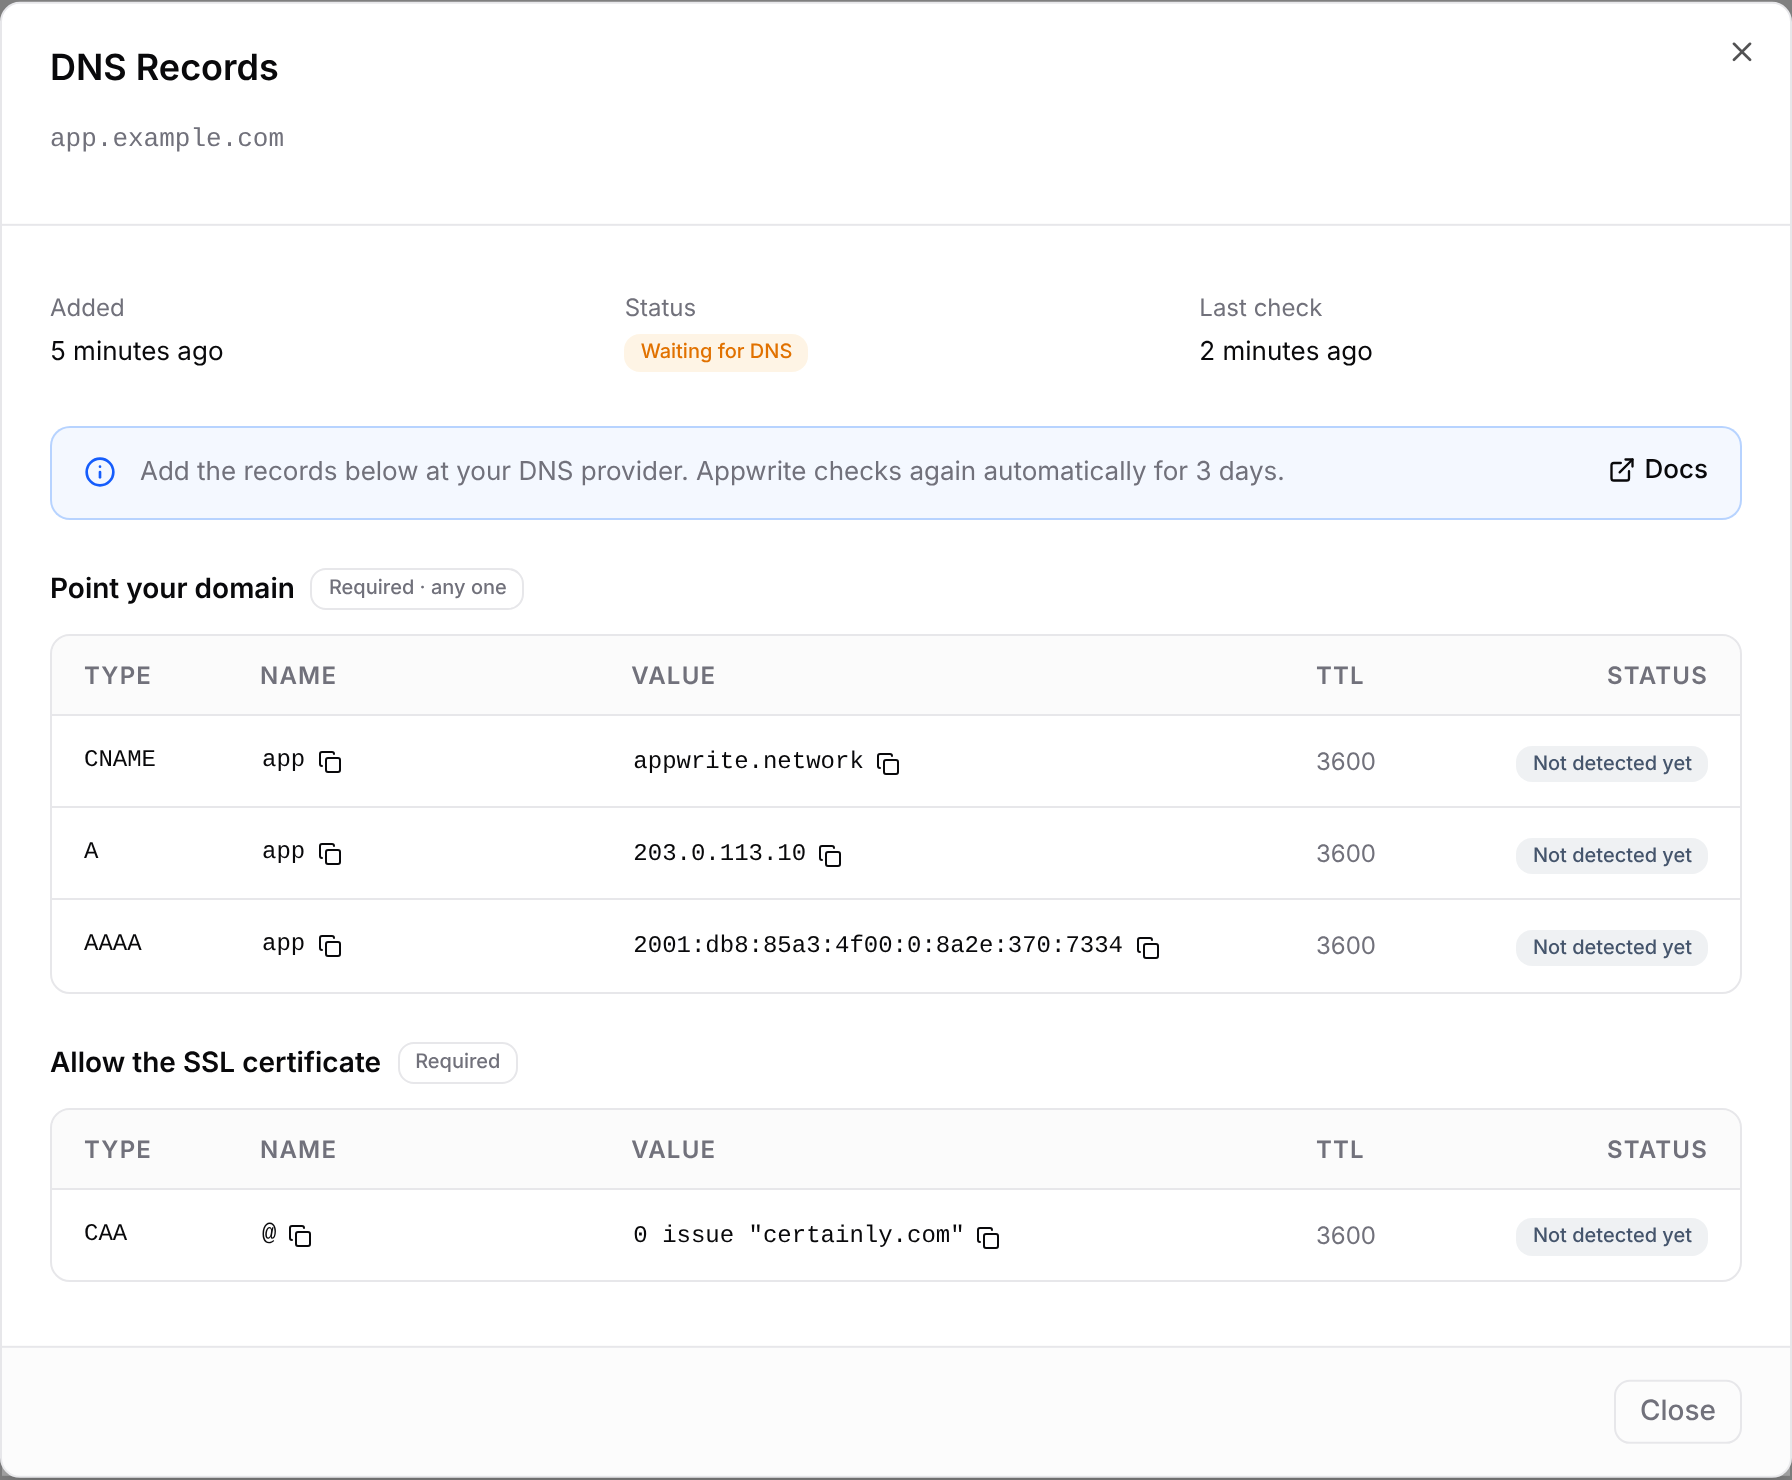 DNS Records
app.example.com
Added
5 minutes ago
Status
Waiting for DNS
Last check
2 minutes ago
Add the records below at your DNS provider. Appwrite checks again automatically for 3 days.
Docs
Point your domain Required · any one
TYPE NAME VALUE TTL STATUS
CNAME app appwrite.network 3600 Not detected yet
A app 203.0.113.10 3600 Not detected yet
AAAA app 2001:db8:85a3:4f00:0:8a2e:370:7334 3600 Not detected yet
Allow the SSL certificate Required
TYPE NAME VALUE TTL STATUS
CAA @ 0 issue "certainly.com" 3600 Not detected yet
Close